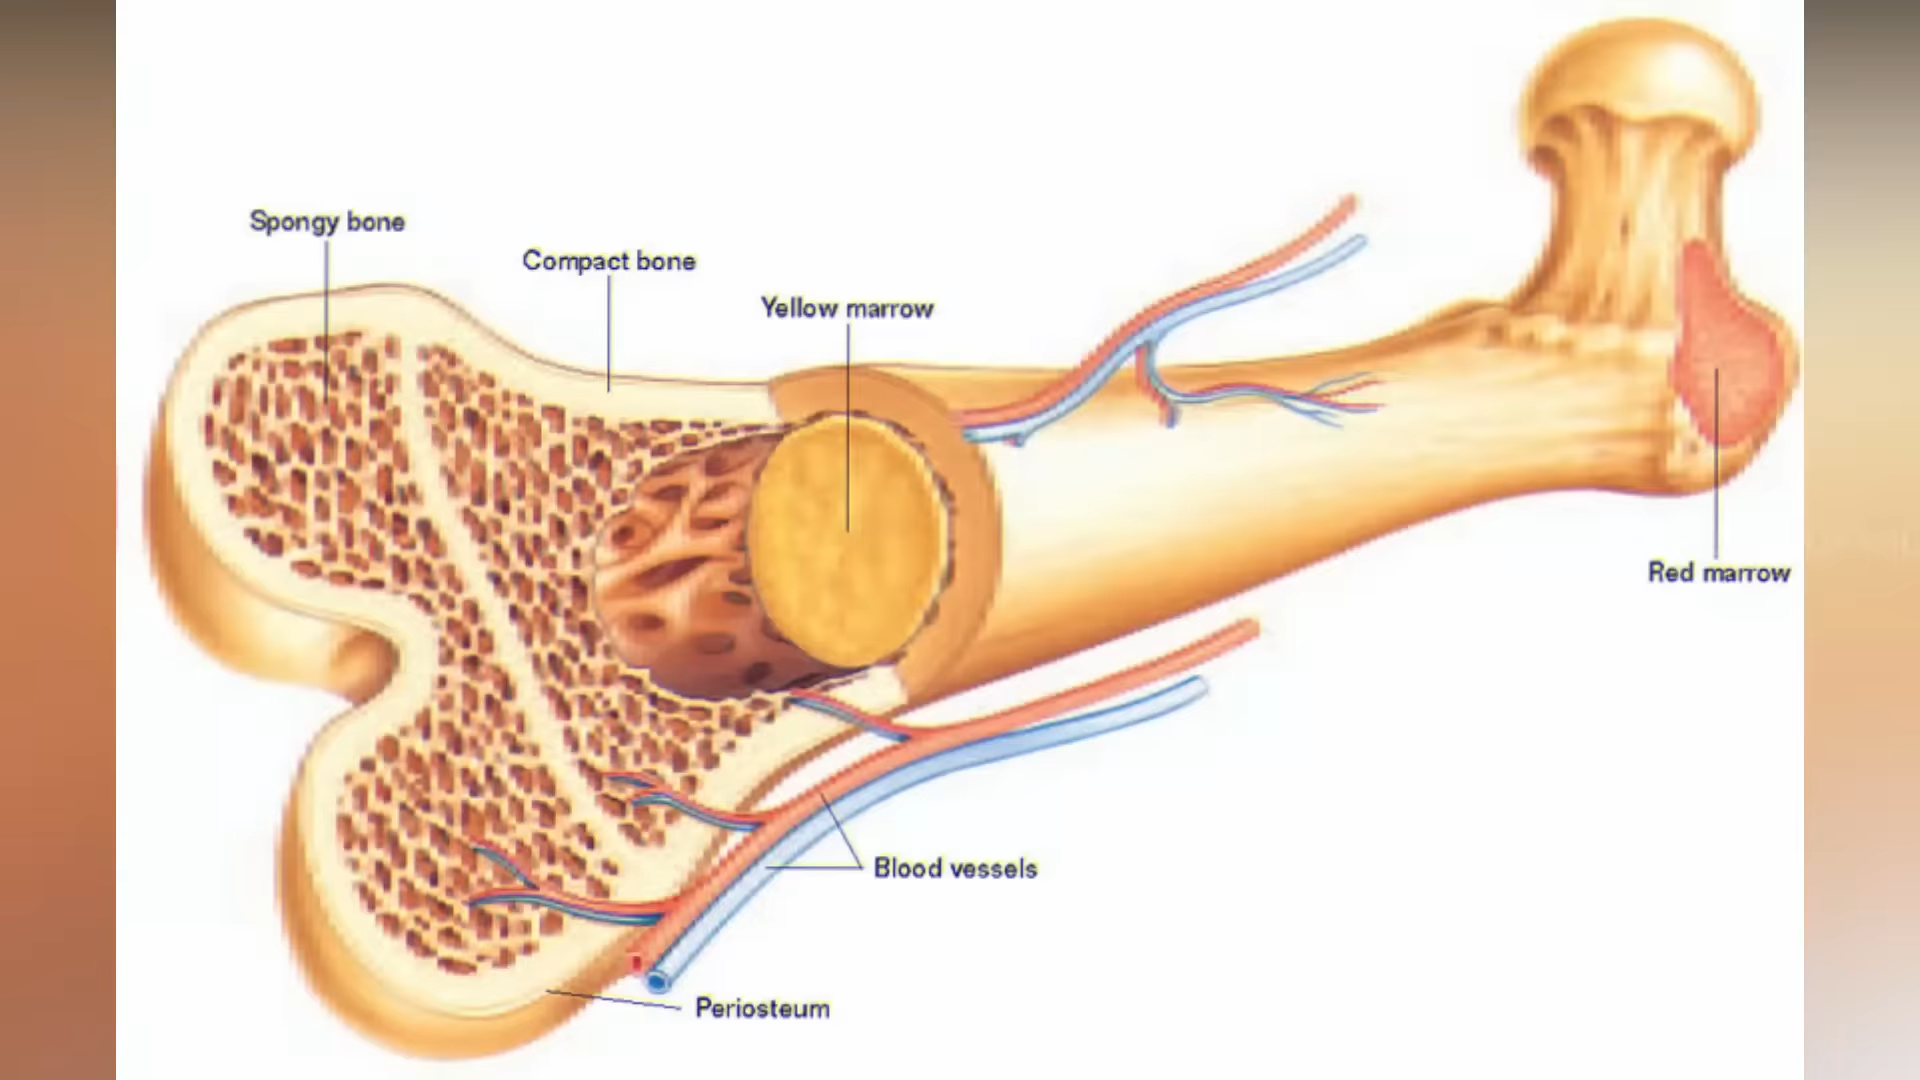 Spongy bone
Compact bone
Yellow marrow
Red marrow
Blood vessels
Periosteum